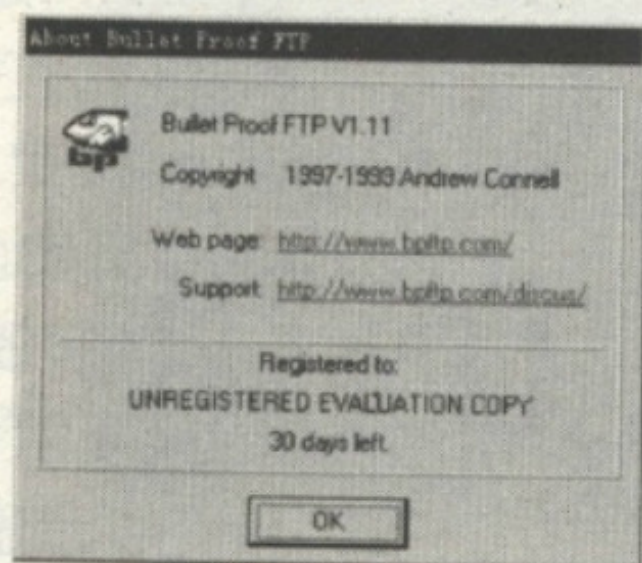 About Bullet Proof FTP
bp
Bullet Proof FTP V1.11
Copyright 1997-1999 Andrew Connell
Web page: http://www.bpftp.com/
Support: http://www.bpftp.com/discus/
Registered to:
UNREGISTERED EVALUATION COPY
30 days left.
OK